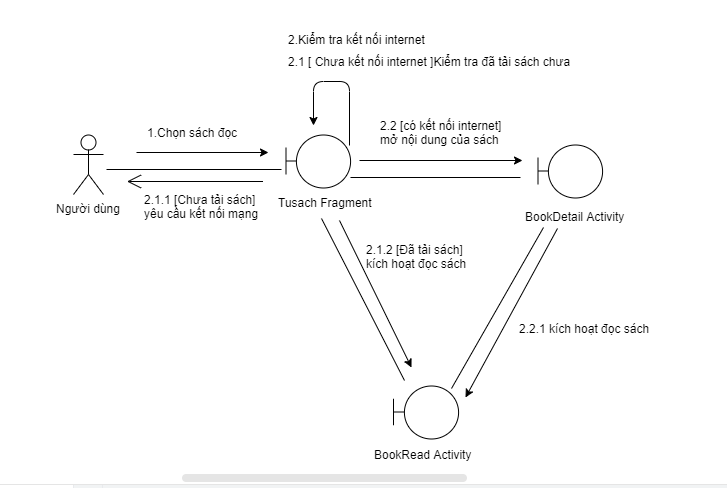 2.Kiểm tra kết nối internet
2.1 [ Chưa kết nối internet ]Kiểm tra đã tải sách chưa
1.Chọn sách đọc
2.2 [có kết nối internet]
mở nội dung của sách
2.1.1 [Chưa tải sách]
yêu cầu kết nối mạng
Người dùng
Tusach Fragment
BookDetail Activity
2.1.2 [Đã tải sách]
kích hoạt đọc sách
2.2.1 kích hoạt đọc sách
BookRead Activity